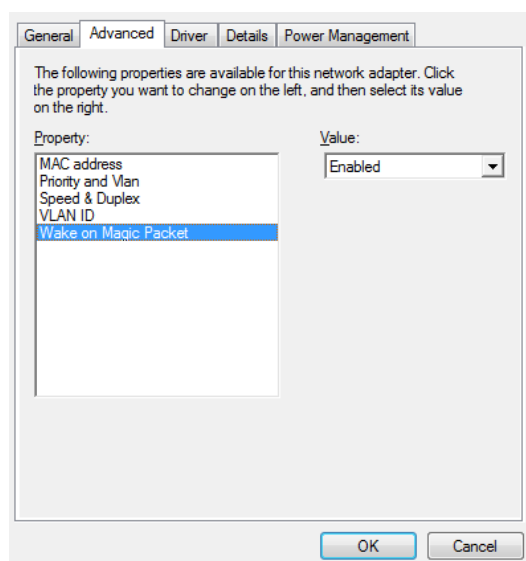 General Advanced Driver Details Power Management
The following properties are available for this network adapter. Click
the property you want to change on the left, and then select its value
on the right.
Property: Value:
MAC address Enabled
Priority and Vlan
Speed & Duplex
VLAN ID
Wake on Magic Packet
OK Cancel